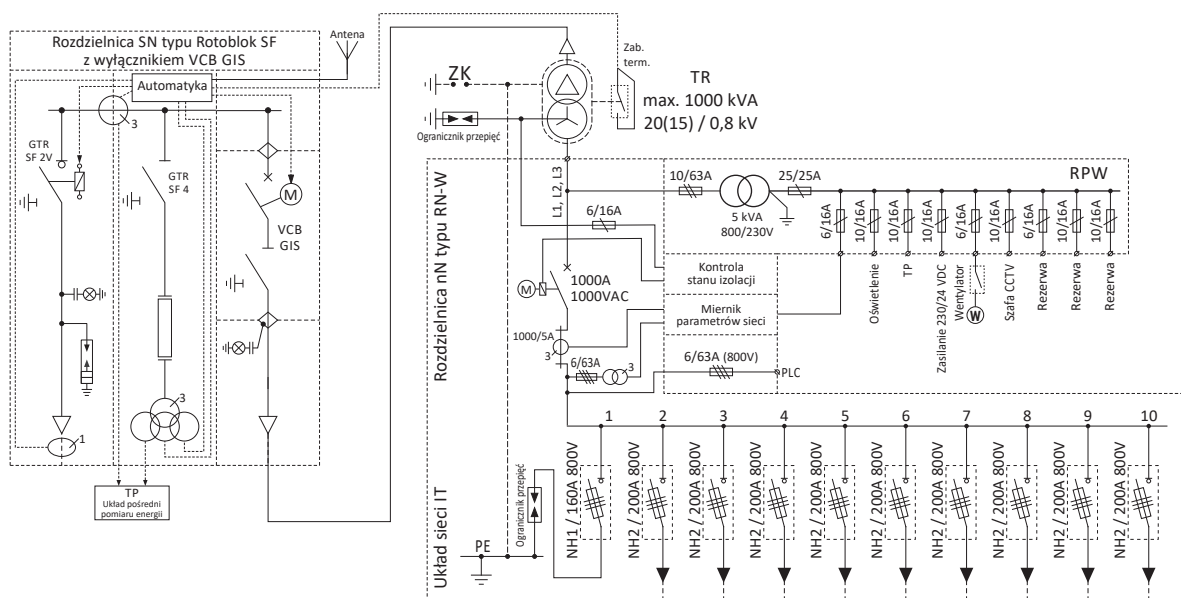 Rozdzielnica SN typu Rotoblok SF
z wyłącznikiem VCB GIS
Antena
Automatyka
3
GTR
SF 2V
GTR
SF 4
M
VCB
GIS
3
1
TP
Układ pośredni
pomiaru energii
ZK
Ogranicznik przepięć
Zab.
term.
TR
max. 1000 kVA
20(15) / 0,8 kV
Rozdzielnica nN typu RN-W
Układ sieci IT
L1, L2, L3
10/63A
25/25A
RPW
5 kVA
800/230V
6/16A
6/16A
10/16A
10/16A
10/16A
6/16A
10/16A
6/16A
10/16A
10/16A
Oświetlenie
TP
Zasilanie 230/24 VDC
Wentylator
W
Szafa CCTV
Rezerwa
Rezerwa
Rezerwa
Kontrola
stanu izolacji
M
1000A
1000VAC
Miernik
parametrów sieci
1000/5A
3
6/63A
3
6/63A (800V)
PLC
1
2
3
4
5
6
7
8
9
10
Ogranicznik przepięć
NH1 / 160A 800V
NH2 / 200A 800V
NH2 / 200A 800V
NH2 / 200A 800V
NH2 / 200A 800V
NH2 / 200A 800V
NH2 / 200A 800V
NH2 / 200A 800V
NH2 / 200A 800V
NH2 / 200A 800V
PE